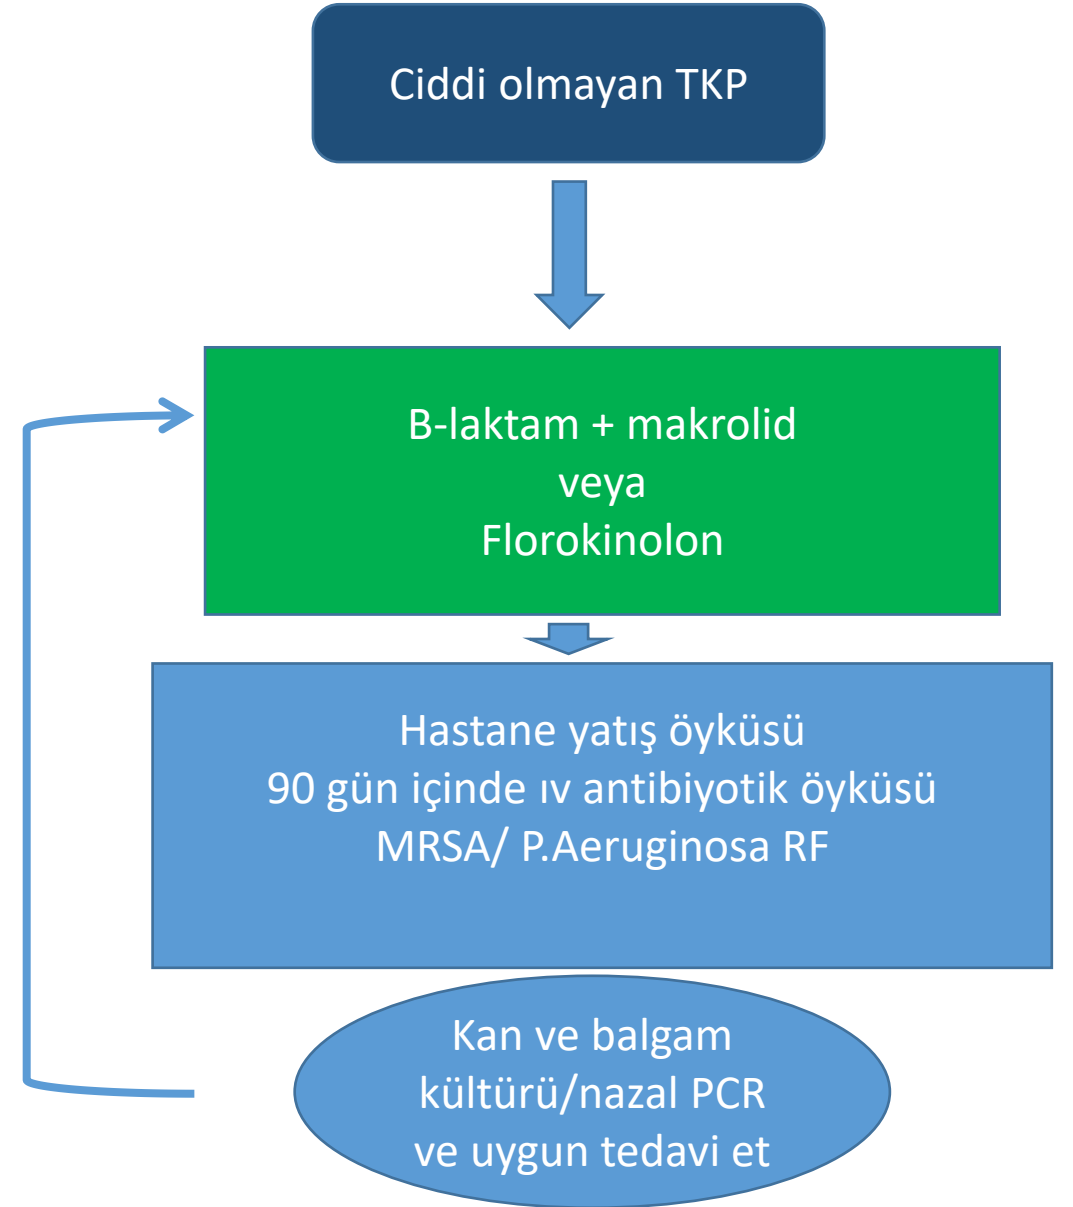 Ciddi olmayan TKP
B-laktam + makrolid
veya
Florokinolon
Hastane yatış öyküsü
90 gün içinde ıv antibiyotik öyküsü
MRSA/ P.Aeruginosa RF
Kan ve balgam
kültürü/nazal PCR
ve uygun tedavi et